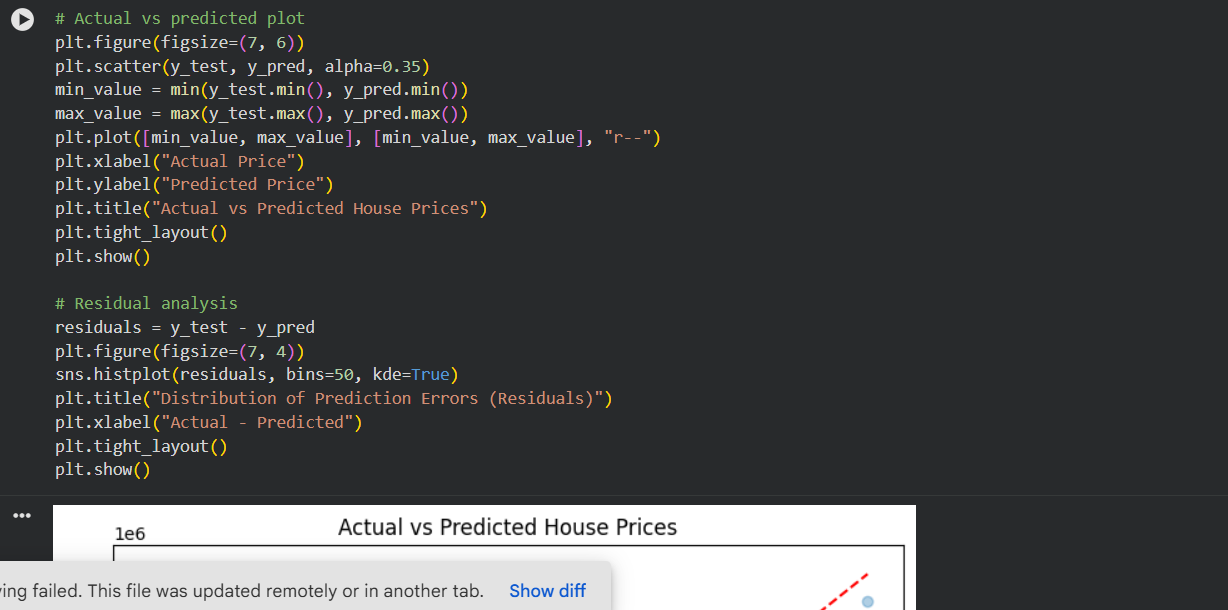 # Actual vs predicted plot
plt.figure(figsize=(7, 6))
plt.scatter(y_test, y_pred, alpha=0.35)
min_value = min(y_test.min(), y_pred.min())
max_value = max(y_test.max(), y_pred.max())
plt.plot([min_value, max_value], [min_value, max_value], "r--")
plt.xlabel("Actual Price")
plt.ylabel("Predicted Price")
plt.title("Actual vs Predicted House Prices")
plt.tight_layout()
plt.show()
# Residual analysis
residuals = y_test - y_pred
plt.figure(figsize=(7, 4))
sns.histplot(residuals, bins=50, kde=True)
plt.title("Distribution of Prediction Errors (Residuals)")
plt.xlabel("Actual - Predicted")
plt.tight_layout()
plt.show()
Actual vs Predicted House Prices
1e6
failed. This file was updated remotely or in another tab. Show diff